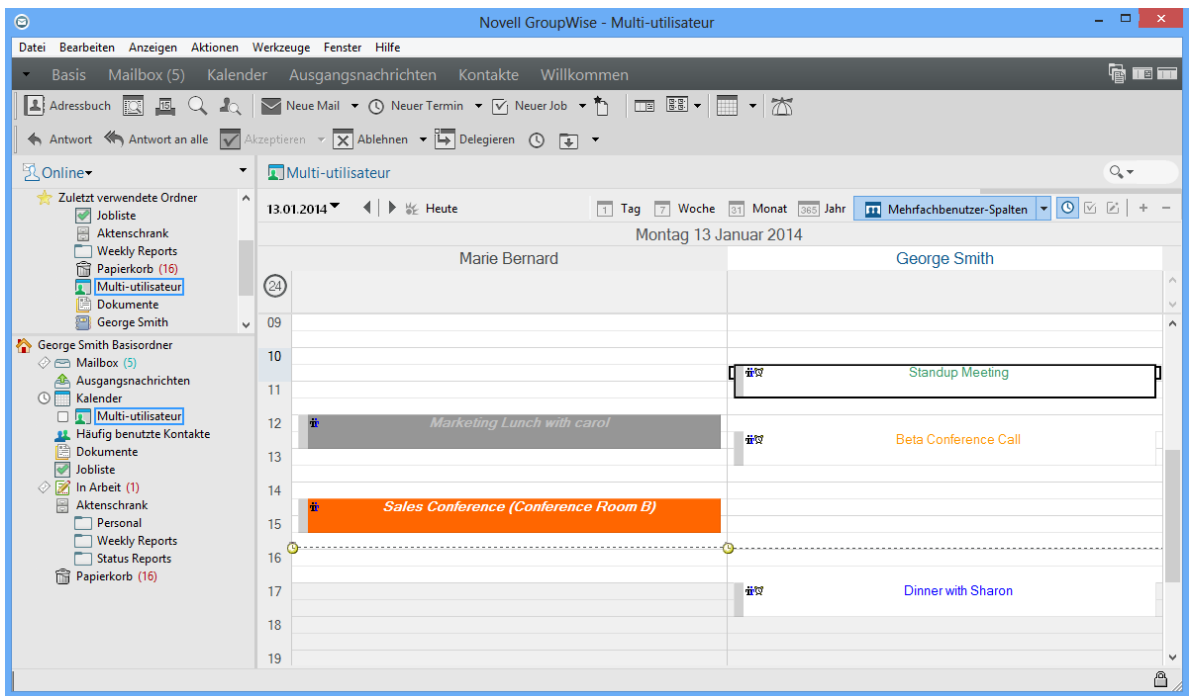 Novell GroupWise - Multi-utilisateur
Datei Bearbeiten Anzeigen Aktionen Werkzeuge Fenster Hilfe
Basis Mailbox (5) Kalender Ausgangsnachrichten Kontakte Willkommen
Adressbuch 15 Neue Mail Neuer Termin Neuer Job
Antwort Antwort an alle Akzeptieren Ablehnen Delegieren
Online
Multi-utilisateur
Zuletzt verwendete Ordner
Jobliste
Aktenschrank
Weekly Reports
Papierkorb (16)
Multi-utilisateur
Dokumente
George Smith
George Smith Basisordner
Mailbox (5)
Ausgangsnachrichten
Kalender
Multi-utilisateur
Häufig benutzte Kontakte
Dokumente
Jobliste
In Arbeit (1)
Aktenschrank
Personal
Weekly Reports
Status Reports
Papierkorb (16)
13.01.2014 Heute 1 Tag 7 Woche 31 Monat 365 Jahr Mehrfachbenutzer-Spalten
Montag 13 Januar 2014
Marie Bernard George Smith
24
09
10
Standup Meeting
11
12 Marketing Lunch with carol
Beta Conference Call
13
14
Sales Conference (Conference Room B)
15
16
17 Dinner with Sharon
18
19